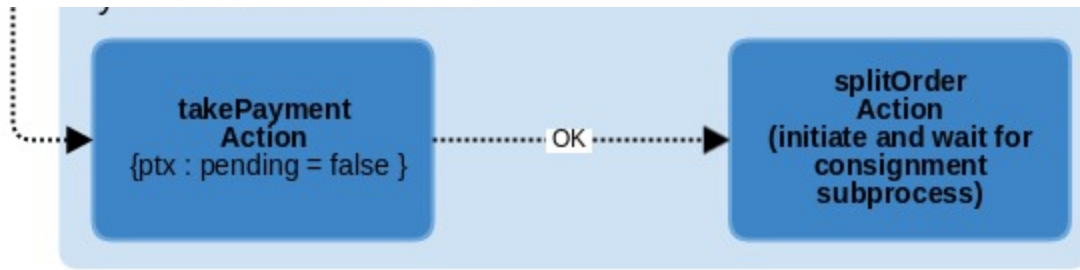 takePayment
Action
{ptx : pending = false }
OK
splitOrder
Action
(initiate and wait for
consignment
subprocess)